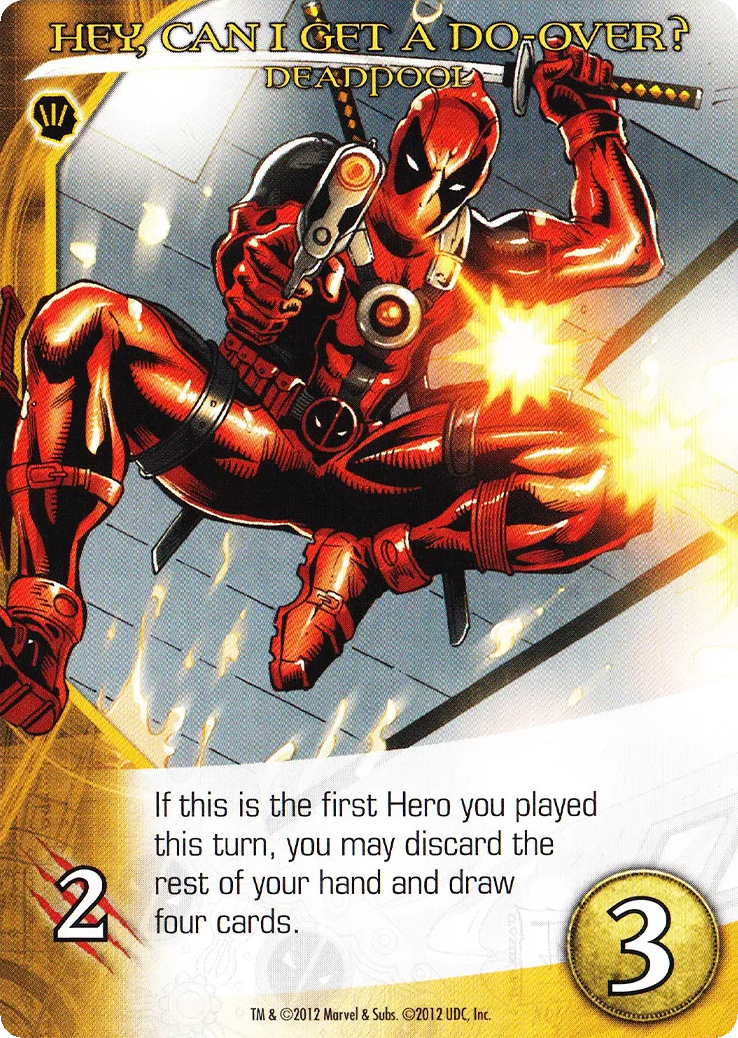 HEY, CAN I GET A DO-OVER?
DEADPOOL
If this is the first Hero you played
this turn, you may discard the
rest of your hand and draw
four cards.
2
3
TM & ©2012 Marvel & Subs. ©2012 UDC, Inc.